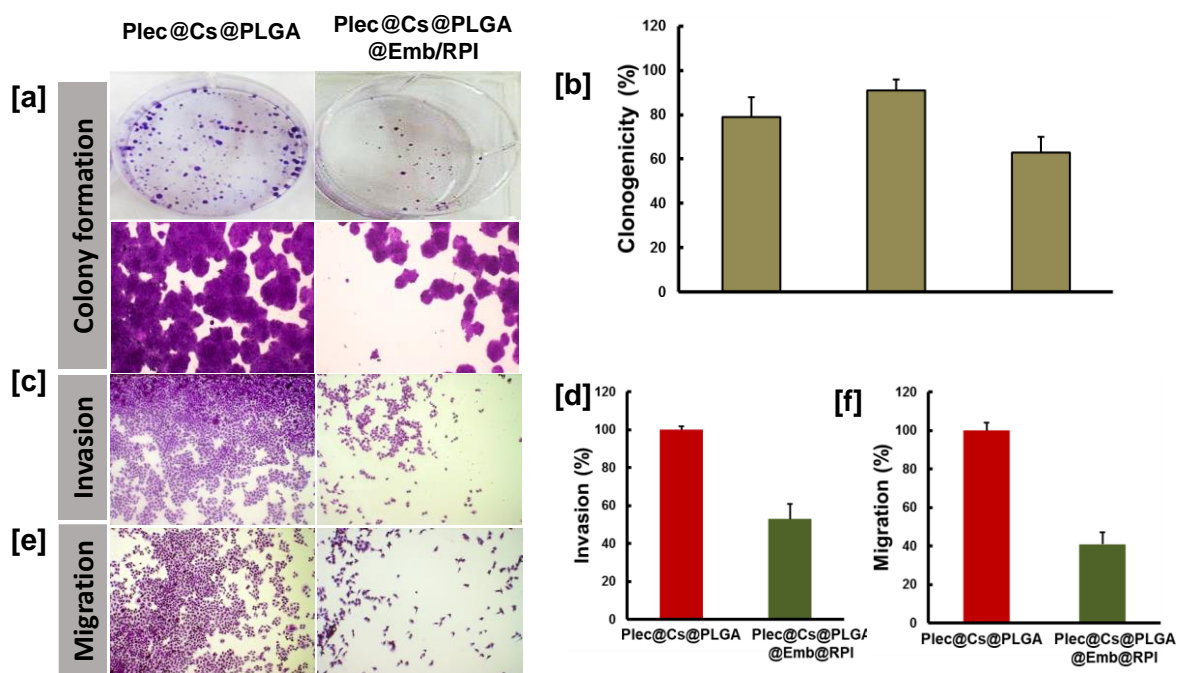 Plec@Cs@PLGA
Plec@Cs@PLGA
@Emb/RPI
[a]
Colony formation
[c]
Invasion
[e]
Migration
[b]
Clonogenicity (%)
120
100
80
60
40
20
0
[d]
Invasion (%)
120
100
80
60
40
20
0
Plec@Cs@PLGA
Plec@Cs@PLGA
@Emb@RPI
[f]
Migration (%)
120
100
80
60
40
20
0
Plec@Cs@PLGA
Plec@Cs@PLGA
@Emb@RPI